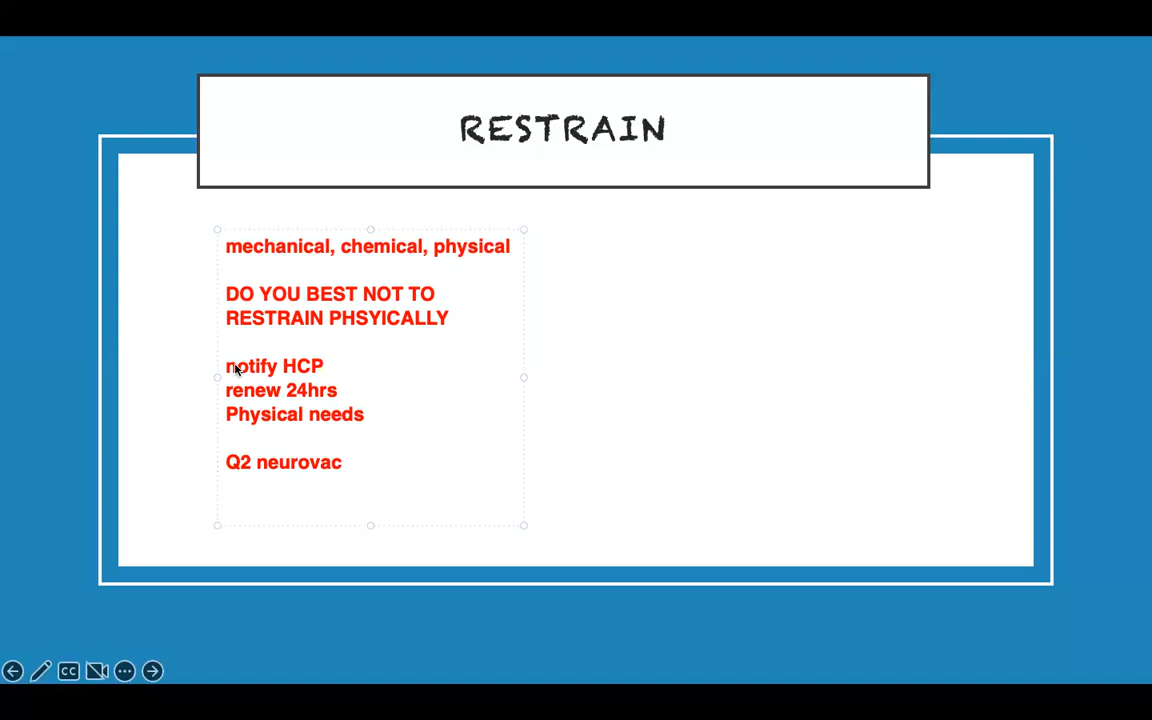 RESTRAIN
mechanical, chemical, physical
DO YOU BEST NOT TO
RESTRAIN PHSYICALLY
notify HCP
renew 24hrs
Physical needs
Q2 neurovac
CC